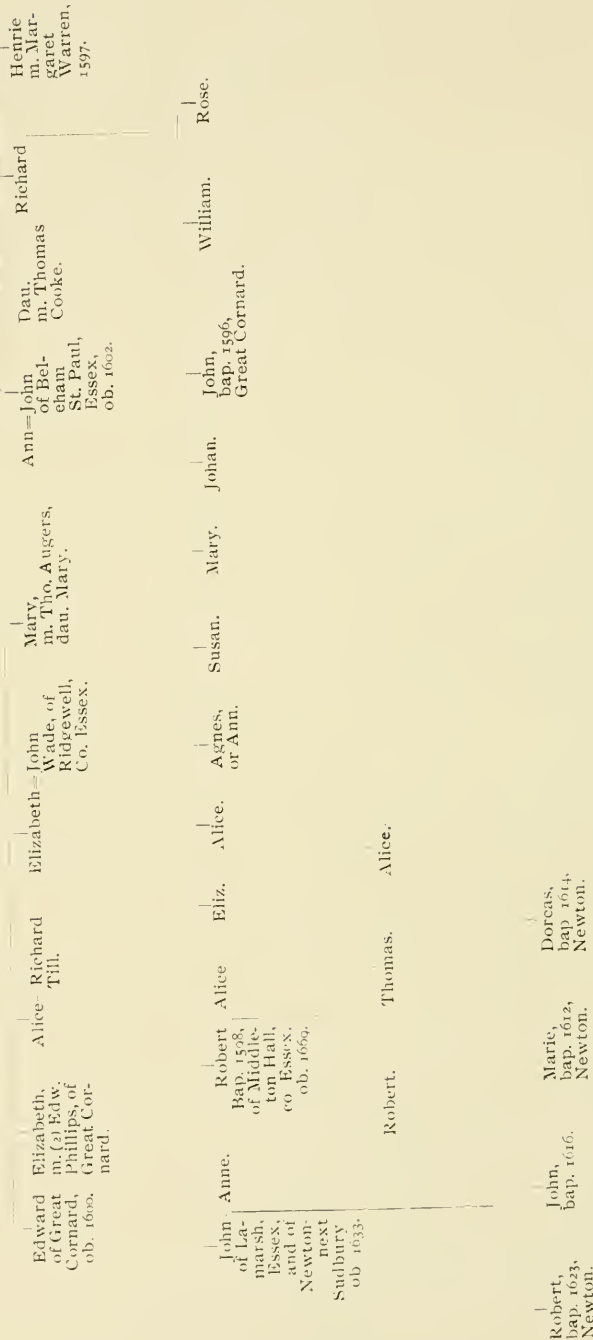 Edward
of Great
Cornard,
ob. 1600.
Elizabeth,
m. (2) Edw.
Phillips, of
Great Cor-
nard.
Alice
Richard
Till.
Elizabeth=John
Wade, of
Ridgewell,
Co. Essex.
Mary,
m. Tho. Augers,
dau. Mary.
Ann=John
of Bel-
cham
St. Paul,
Essex,
ob. 1602.
Dau.
m. Thomas
Cooke.
Richard
Henrie
m. Mar-
garet
Warren,
1597.
John
of La-
marsh,
Essex,
and of
Newton-
next
Sudbury
ob 1633.
Anne.
Robert
Bap. 1598,
of Middle-
ton Hall,
co Essex.
ob. 1669.
Alice
Eliz.
Alice.
Agnes,
or Ann.
Susan.
Mary.
Johan.
John,
bap. 1596,
Great Cornard.
William.
Rose.
Robert.
Thomas.
Alice.
Robert,
bap. 1623,
Newton.
John,
bap. 1616.
Marie,
bap. 1612,
Newton.
Dorcas,
bap 1614,
Newton.